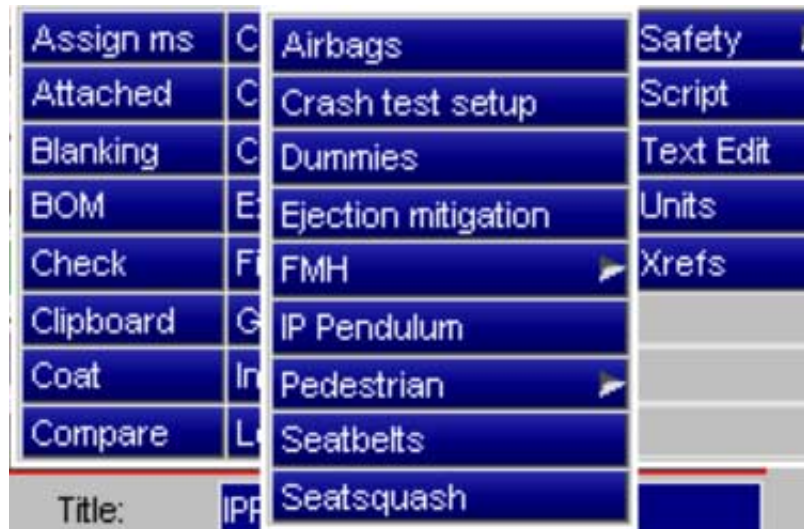 Assign ms
Attached
Blanking
BOM
Check
Clipboard
Coat
Compare
Airbags
Crash test setup
Dummies
Ejection mitigation
FMH
IP Pendulum
Pedestrian
Seatbelts
Seatsquash
Safety
Script
Text Edit
Units
Xrefs
Title: